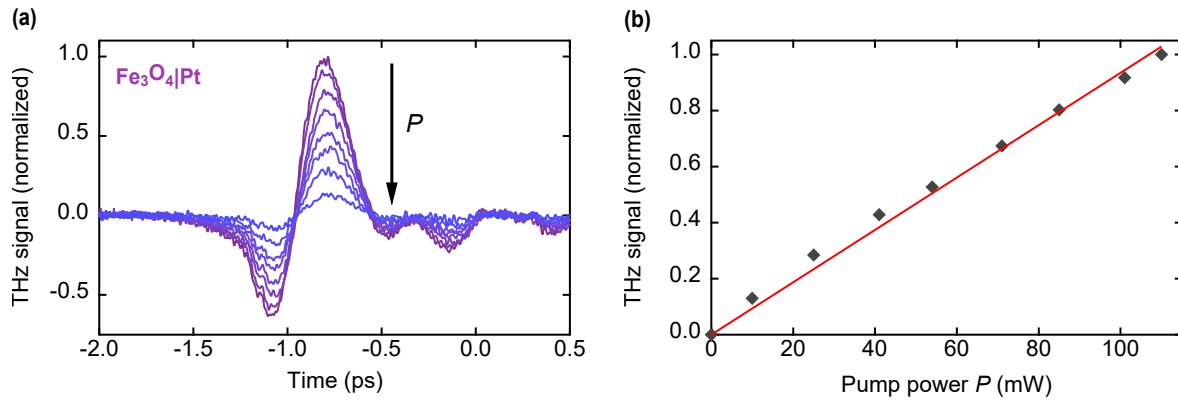 (a)
Fe₃O₄|Pt
P
THz signal (normalized)
1.0
0.5
0.0
-0.5
-2.0 -1.5 -1.0 -0.5 0.0 0.5
Time (ps)
(b)
THz signal (normalized)
1.0
0.8
0.6
0.4
0.2
0.0
0 20 40 60 80 100
Pump power P (mW)